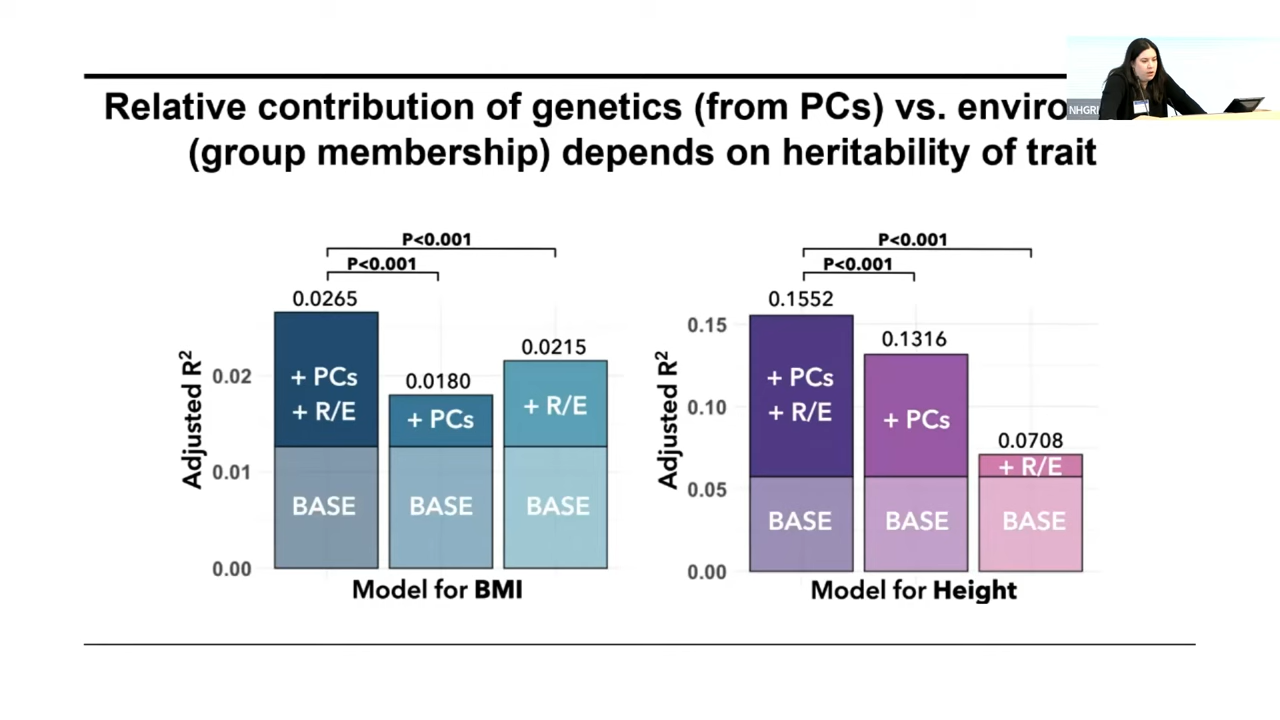 Relative contribution of genetics (from PCs) vs.
(group membership) depends on heritability of trait
P<0.001
P<0.001
0.0265
0.0180
0.0215
Adjusted R²
0.02
0.01
0.00
+ PCs
+ R/E
+ PCs
+ R/E
BASE
BASE
BASE
Model for BMI
P<0.001
P<0.001
0.1552
0.1316
0.0708
Adjusted R²
0.15
0.10
0.05
0.00
+ PCs
+ R/E
+ PCs
+ R/E
BASE
BASE
BASE
Model for Height